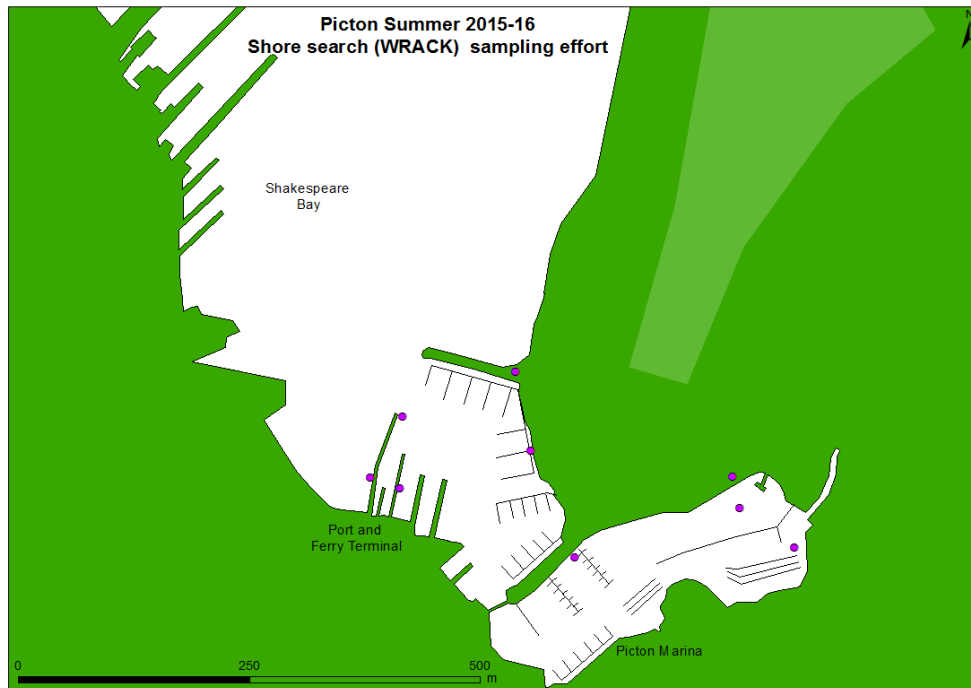 Picton Summer 2015-16
Shore search (WRACK) sampling effort
N
Shakespeare
Bay
Port and
Ferry Terminal
Picton Marina
0 250 500
m